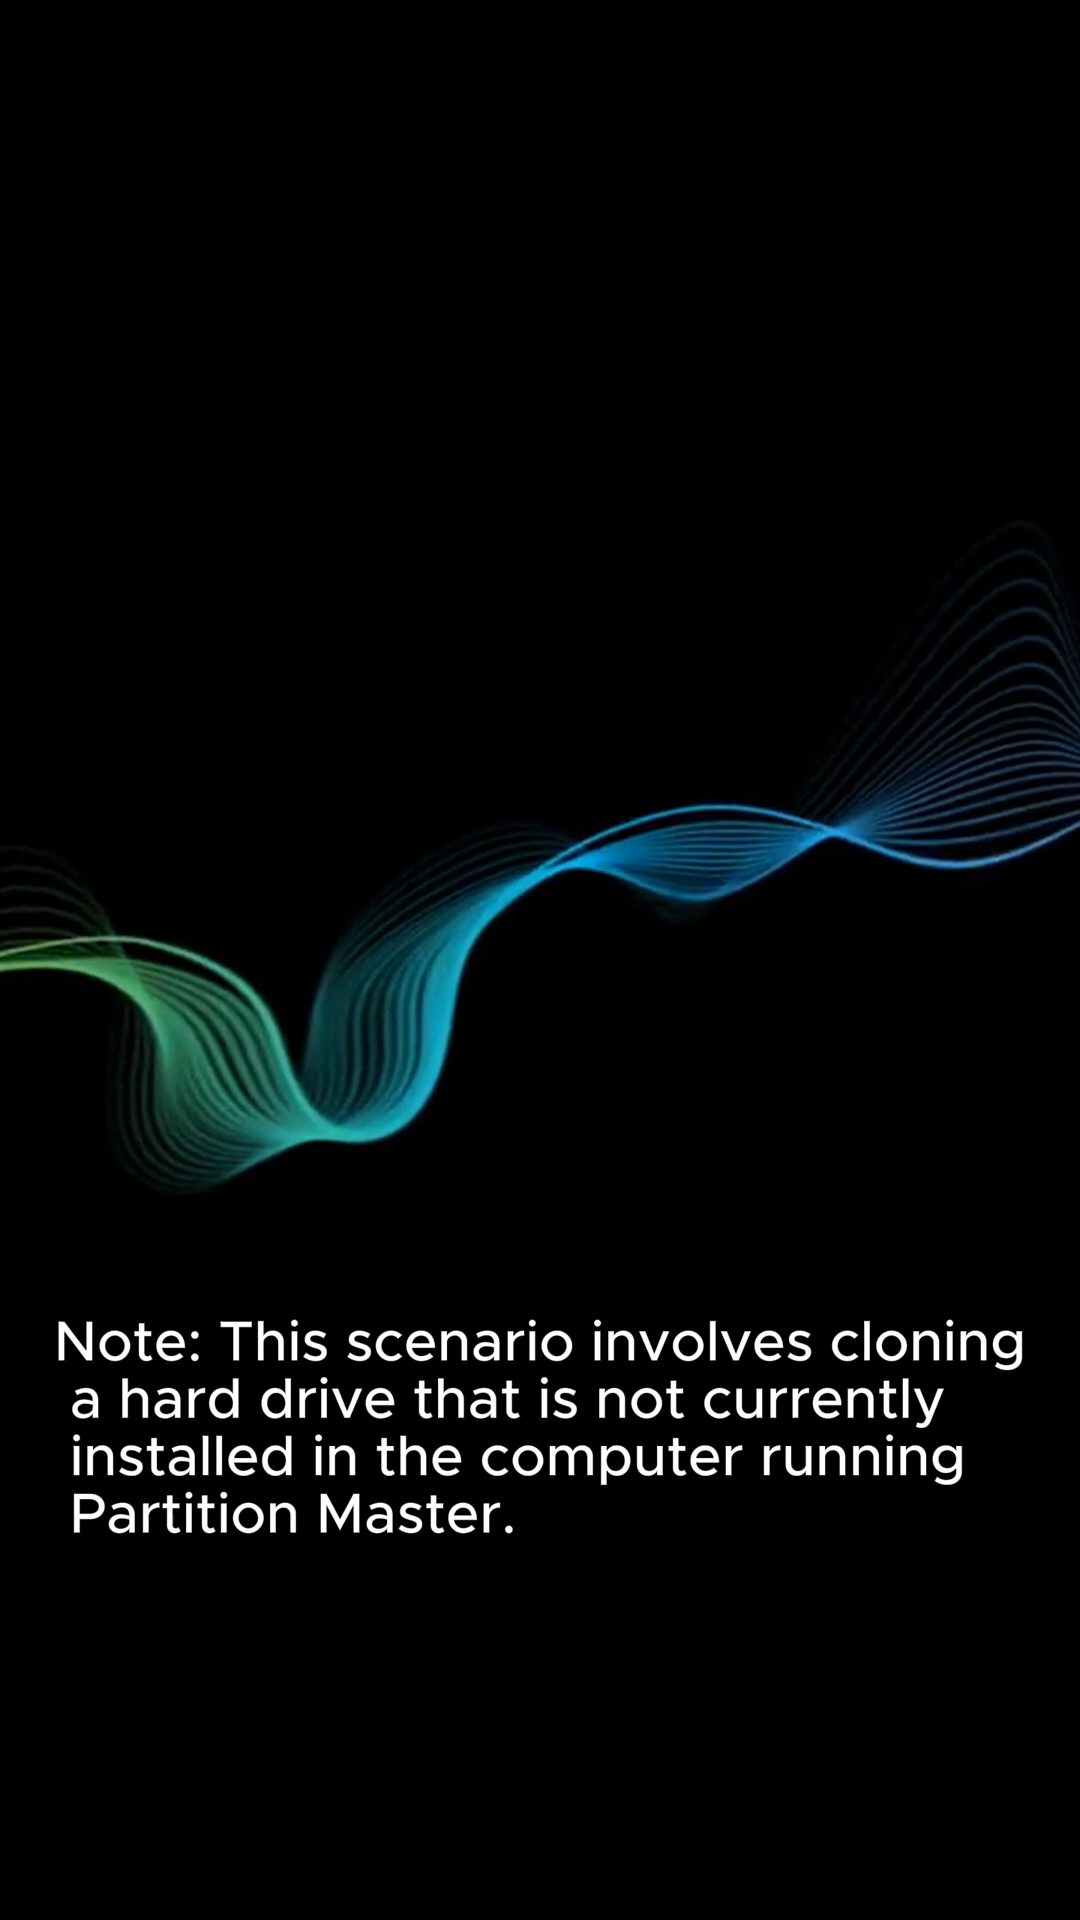 Note: This scenario involves cloning
a hard drive that is not currently
installed in the computer running
Partition Master.